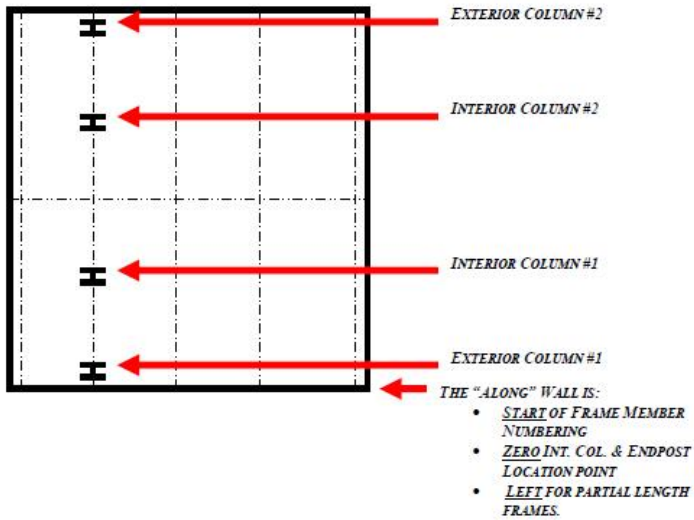 EXTERIOR COLUMN #2
INTERIOR COLUMN #2
INTERIOR COLUMN #1
EXTERIOR COLUMN #1
THE "ALONG" WALL IS:
• START OF FRAME MEMBER
NUMBERING
• ZERO INT. COL. & ENDPOST
LOCATION POINT
• LEFT FOR PARTIAL LENGTH
FRAMES.